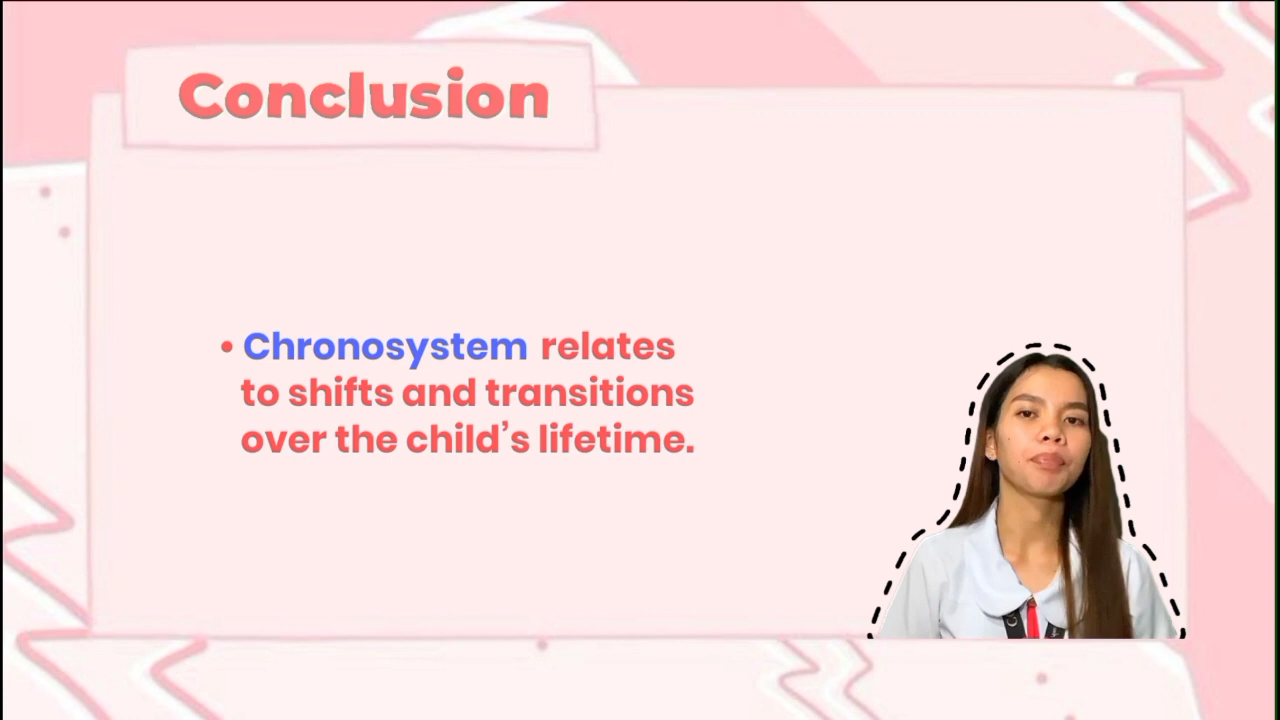 Conclusion
• Chronosystem relates
to shifts and transitions
over the child's lifetime.